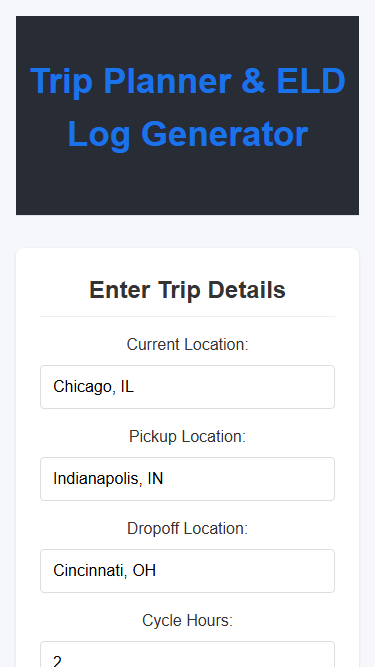 Trip Planner & ELD
Log Generator
Enter Trip Details
Current Location:
Chicago, IL
Pickup Location:
Indianapolis, IN
Dropoff Location:
Cincinnati, OH
Cycle Hours:
2